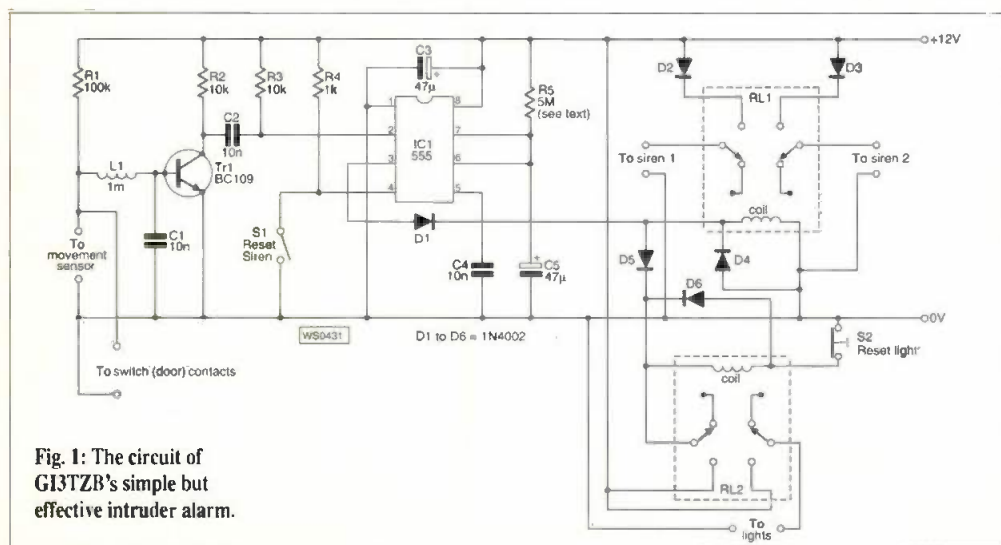 +12V
R1
100k
R2
10k
R3
10k
R4
1k
C3
47µ
+
R5
5M
(see text)
D2
D3
RL1
C2
10n
1
8
2
7
3
6
4
5
IC1
555
L1
1m
Tr1
BC109
To siren 1
To siren 2
coil
To
movement
sensor
C1
10n
S1
Reset
Siren
D1
C4
10n
+
C5
47µ
D5
D4
D6
0V
WS0431
D1 to D6 = 1N4002
S2
Reset light
To switch (door) contacts
coil
RL2
To
lights
Fig. 1: The circuit of
GI3TZB's simple but
effective intruder alarm.